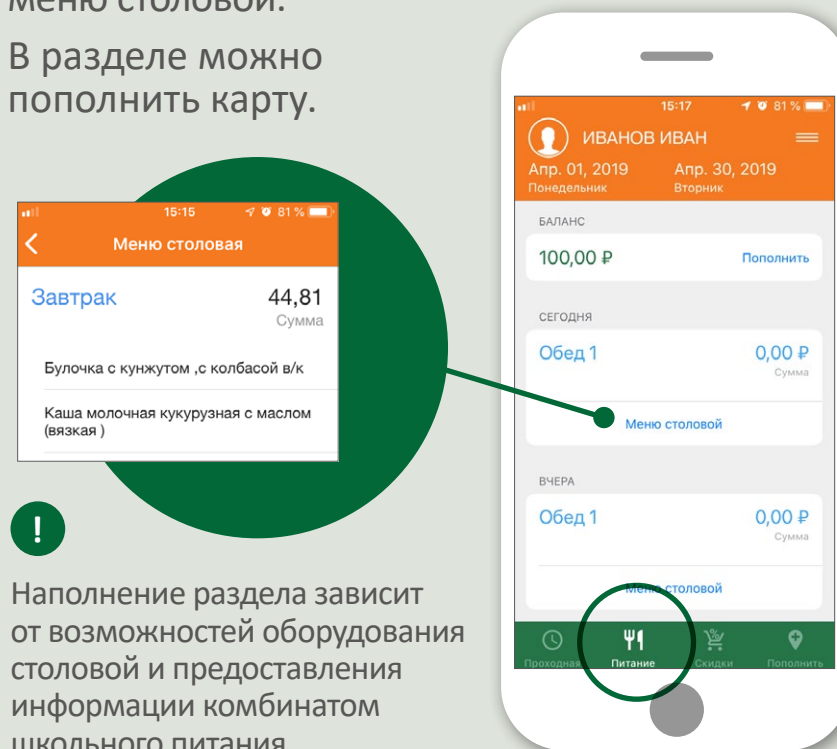 меню столовой.
В разделе можно
пополнить карту.
15:15
81 %
Меню столовая
Завтрак
44,81
Сумма
Булочка с кунжутом ,с колбасой в/к
Каша молочная кукурузная с маслом
(вязкая )
!
Наполнение раздела зависит
от возможностей оборудования
столовой и предоставления
информации комбинатом
школьного питания
15:17
81 %
ИВАНОВ ИВАН
Апр. 01, 2019
Апр. 30, 2019
Понедельник
Вторник
БАЛАНС
100,00 ₽
Пополнить
СЕГОДНЯ
Обед 1
0,00 ₽
Сумма
Меню столовой
ВЧЕРА
Обед 1
0,00 ₽
Сумма
Меню столовой
Проходная
Питание
Скидки
Пополнить